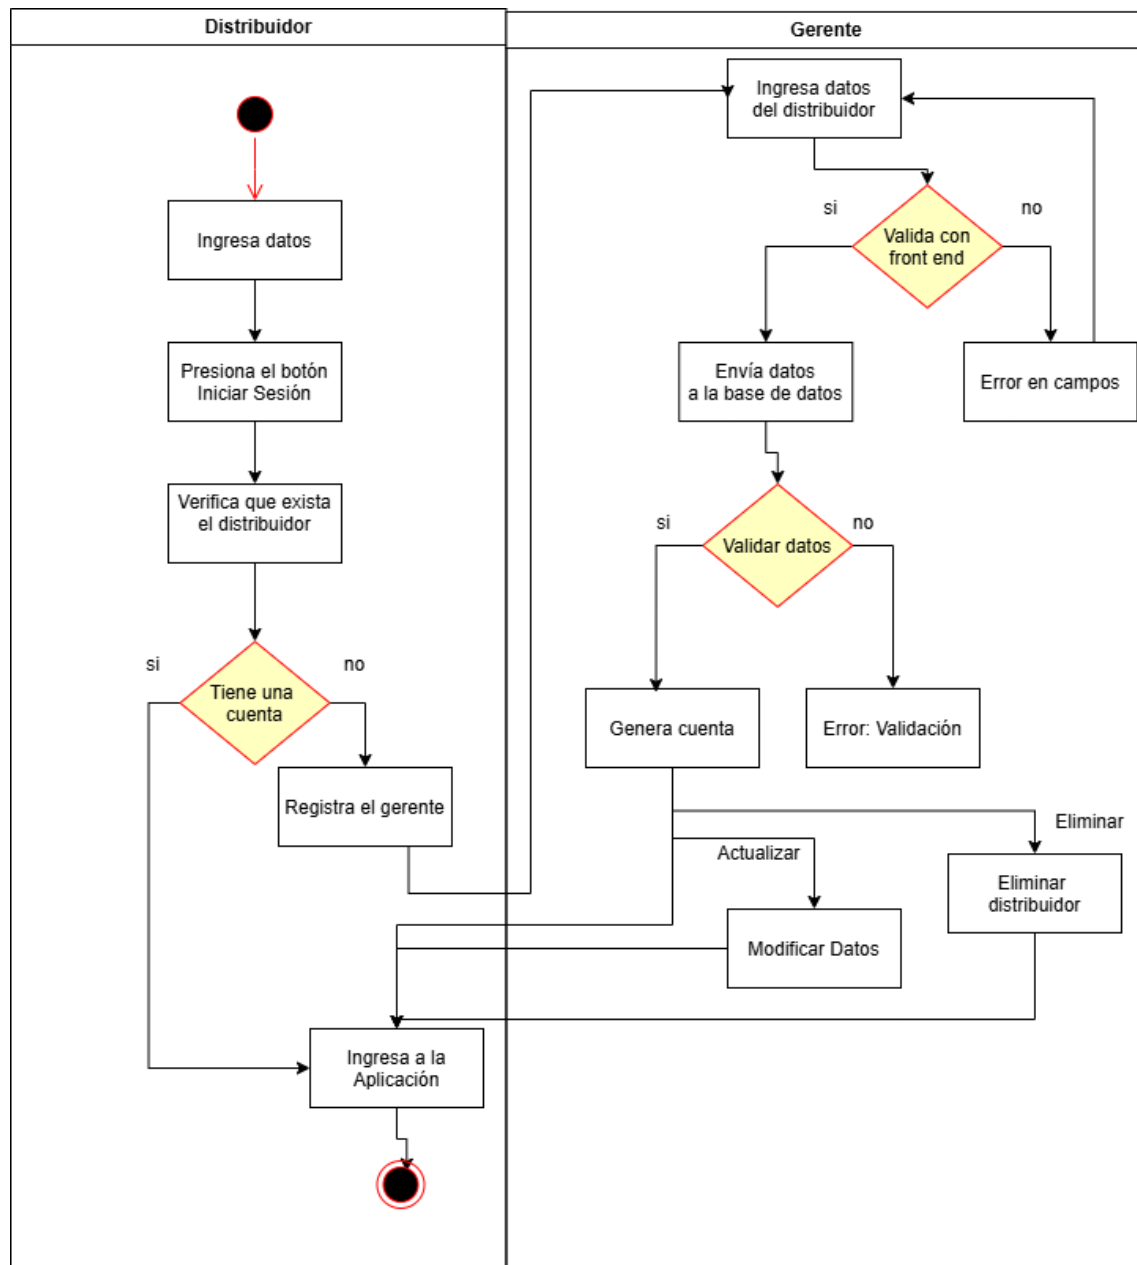 Distribuidor
Gerente
Ingresa datos
Presiona el botón
Iniciar Sesión
Verifica que exista
el distribuidor
si
no
Tiene una
cuenta
Registra el gerente
Ingresa a la
Aplicación
Ingresa datos
del distribuidor
si
no
Valida con
front end
Envía datos
a la base de datos
Error en campos
si
no
Validar datos
Genera cuenta
Error: Validación
Eliminar
Actualizar
Eliminar
distribuidor
Modificar Datos